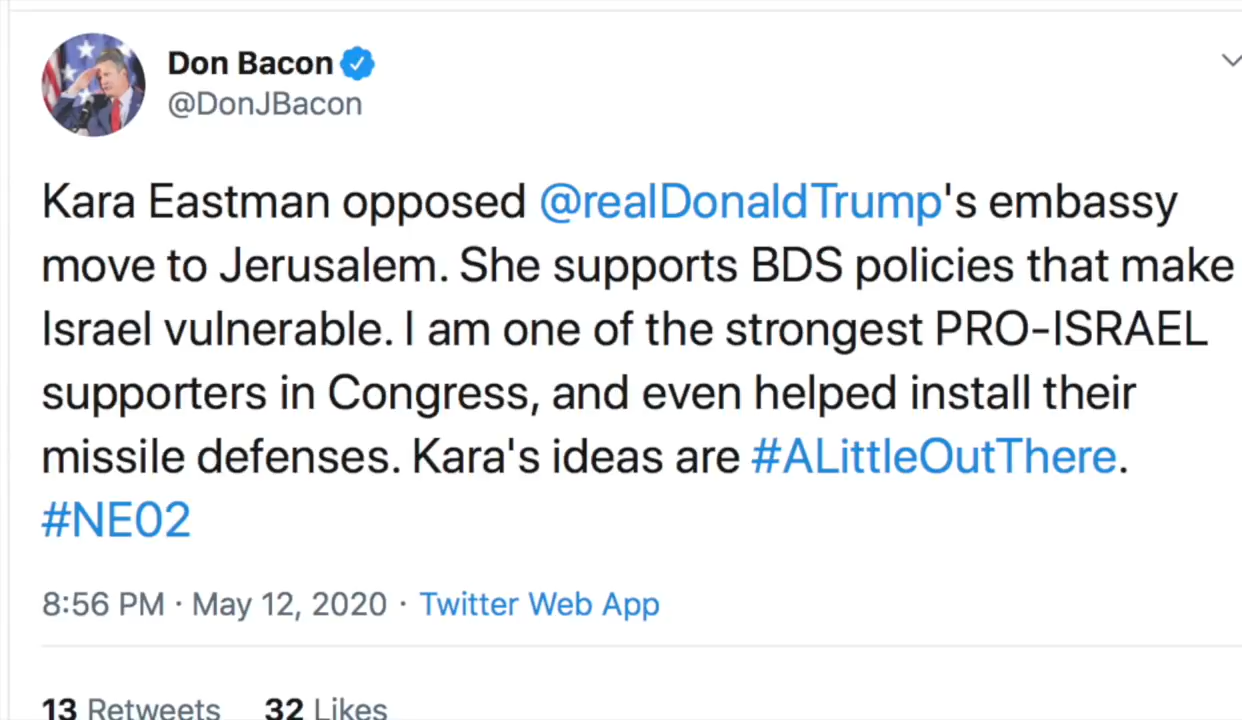 Don Bacon
@DonJBacon
Kara Eastman opposed @realDonaldTrump's embassy
move to Jerusalem. She supports BDS policies that make
Israel vulnerable. I am one of the strongest PRO-ISRAEL
supporters in Congress, and even helped install their
missile defenses. Kara's ideas are #ALittleOutThere.
#NE02
8:56 PM · May 12, 2020 · Twitter Web App
13 Retweets 32 Likes